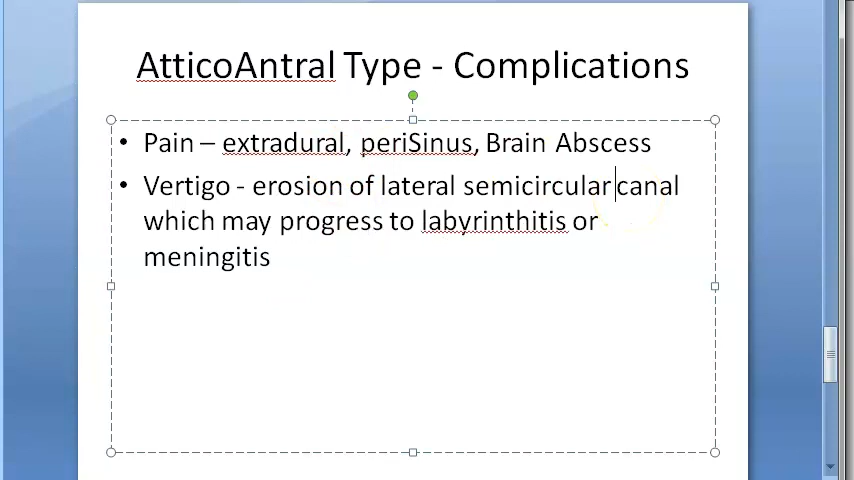 AtticoAntral Type - Complications
• Pain – extradural, periSinus, Brain Abscess
• Vertigo - erosion of lateral semicircular canal
which may progress to labyrinthitis or
meningitis